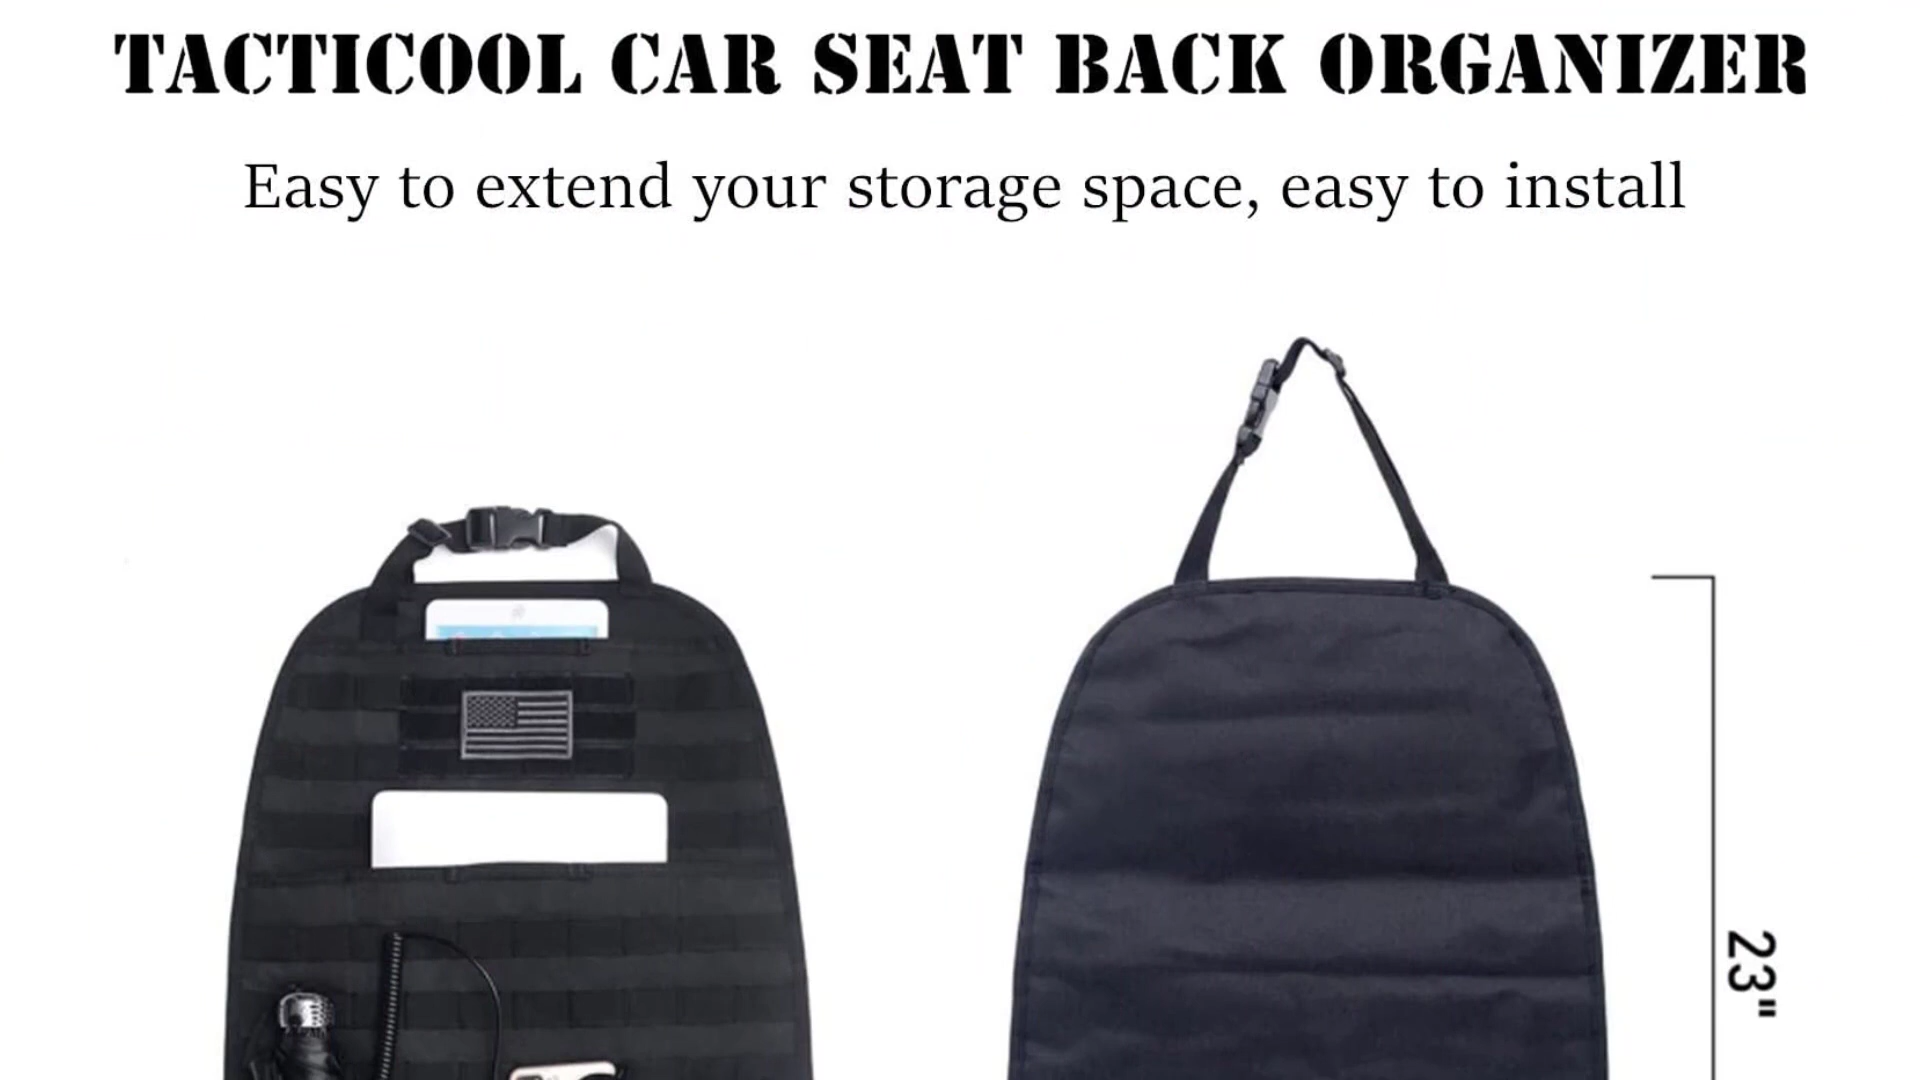 TACTICOOL CAR SEAT BACK ORGANIZER
Easy to extend your storage space, easy to install
23"